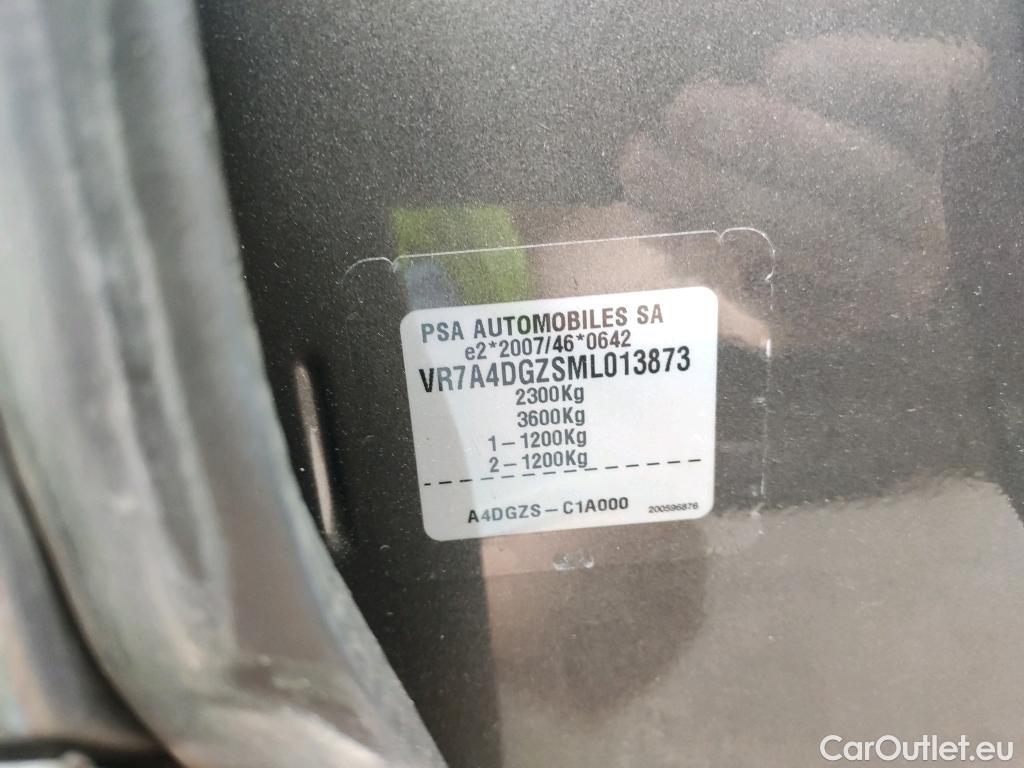 PSA AUTOMOBILES SA
e2*2007/46*0642
VR7A4DGZSML013873
2300Kg
3600Kg
1-1200Kg
2-1200Kg
A4DGZS-C1A000 200596876
CarOutlet.eu